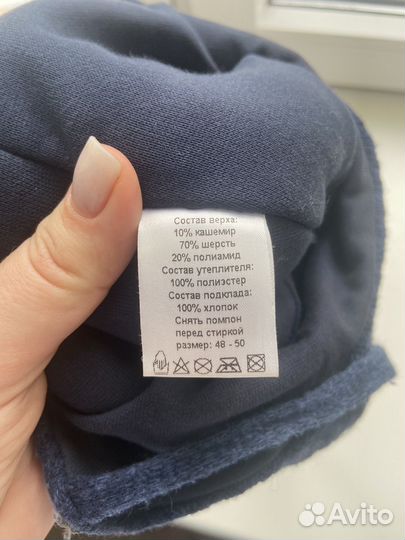 Состав верха:
10% кашемир
70% шерсть
20% полиамид
Состав утеплителя:
100% полиэстер
Состав подклада:
100% хлопок
Снять помпон
перед стиркой
размер: 48 - 50
Avito